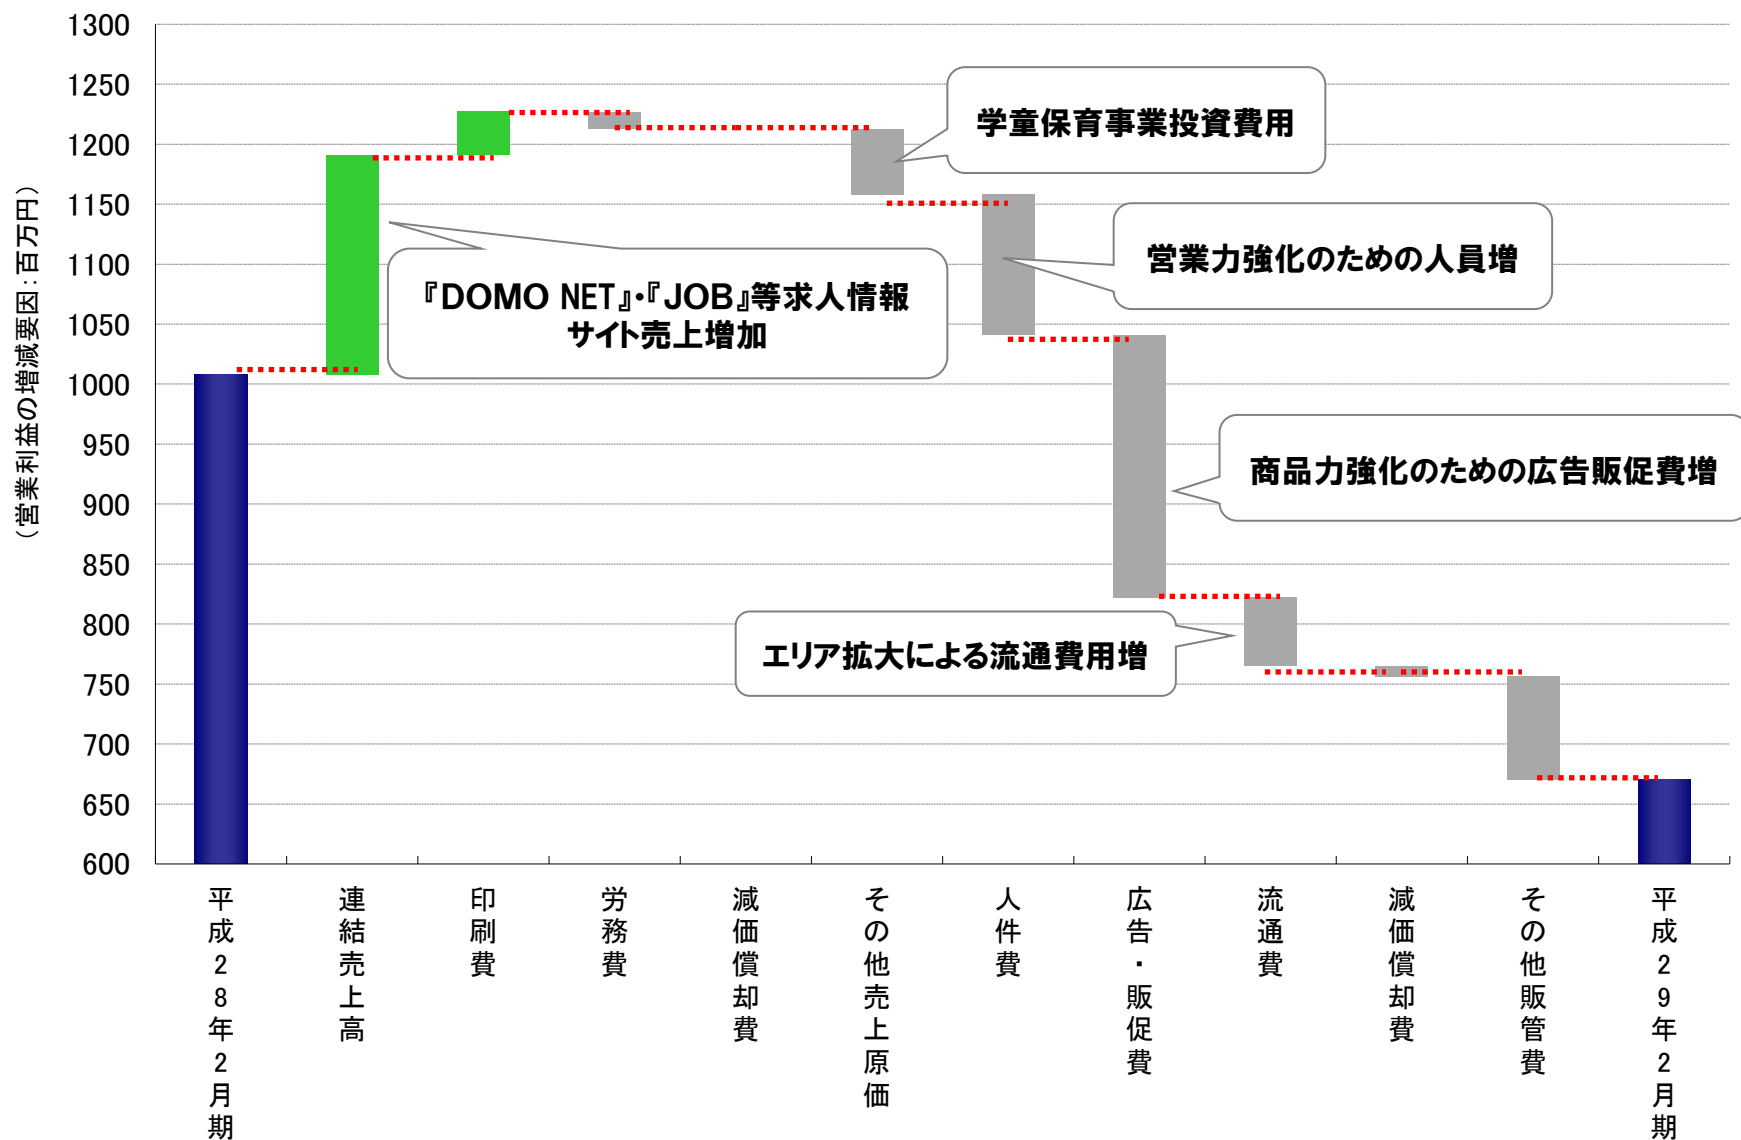 1300
1250
1200
1150
1100
1050
1000
950
900
850
800
750
700
650
600
(営業利益の増減要因:百万円)
学童保育事業投資費用
営業力強化のための人員増
『DOMO NET』・『JOB』等求人情報
サイト売上増加
商品力強化のための広告販促費増
エリア拡大による流通費用増
平成28年2月期
連結売上高
印刷費
労務費
減価償却費
その他売上原価
人件費
広告・販促費
流通費
減価償却費
その他販管費
平成29年2月期